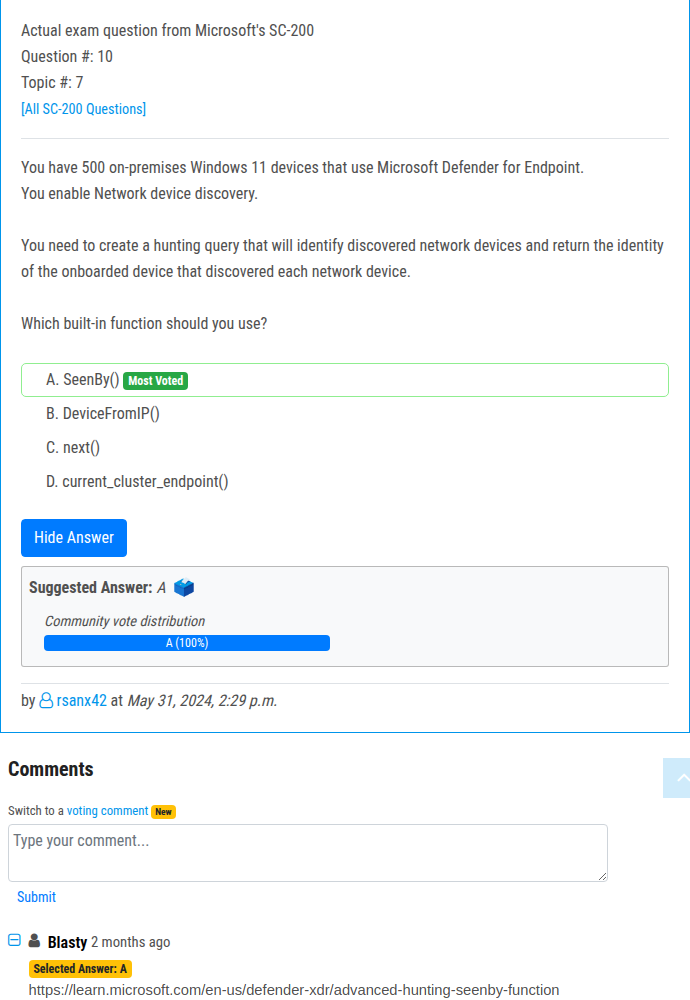 Actual exam question from Microsoft's SC-200
Question #: 10
Topic #: 7
[All SC-200 Questions]
You have 500 on-premises Windows 11 devices that use Microsoft Defender for Endpoint.
You enable Network device discovery.
You need to create a hunting query that will identify discovered network devices and return the identity
of the onboarded device that discovered each network device.
Which built-in function should you use?
A. SeenBy() Most Voted
B. DeviceFromIP()
C. next()
D. current_cluster_endpoint()
Hide Answer
Suggested Answer: A
Community vote distribution
A (100%)
by rsanx42 at May 31, 2024, 2:29 p.m.
Comments
Switch to a voting comment New
Type your comment...
Submit
Blasty 2 months ago
Selected Answer: A
https://learn.microsoft.com/en-us/defender-xdr/advanced-hunting-seenby-function